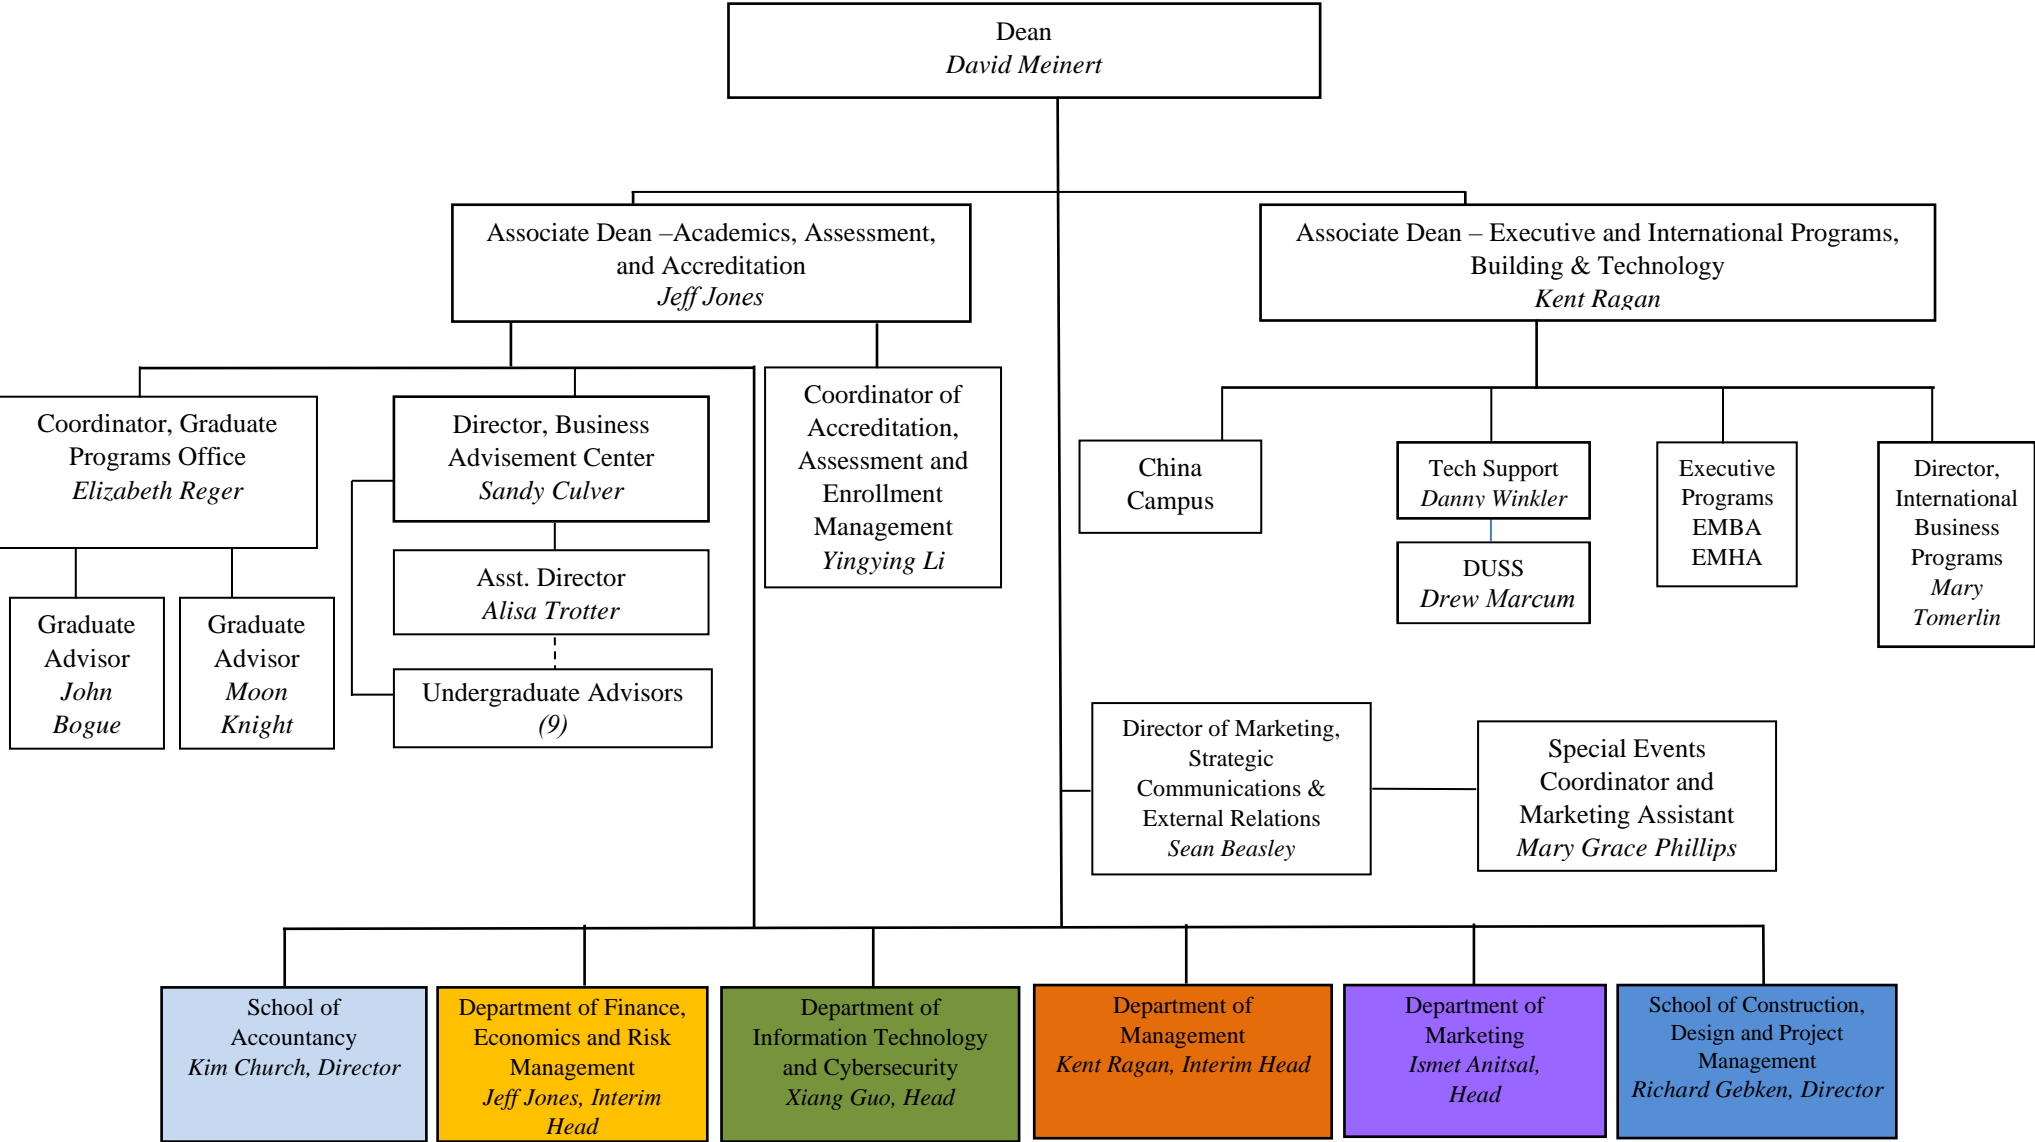 Dean
David Meinert
Associate Dean –Academics, Assessment,
and Accreditation
Jeff Jones
Associate Dean – Executive and International Programs,
Building & Technology
Kent Ragan
Coordinator, Graduate
Programs Office
Elizabeth Reger
Director, Business
Advisement Center
Sandy Culver
Coordinator of
Accreditation,
Assessment and
Enrollment
Management
Yingying Li
China
Campus
Tech Support
Danny Winkler
Executive
Programs
EMBA
EMHA
Director,
International
Business
Programs
Mary
Tomerlin
DUSS
Drew Marcum
Asst. Director
Alisa Trotter
Graduate
Advisor
John
Bogue
Graduate
Advisor
Moon
Knight
Undergraduate Advisors
(9)
Director of Marketing,
Strategic
Communications &
External Relations
Sean Beasley
Special Events
Coordinator and
Marketing Assistant
Mary Grace Phillips
School of
Accountancy
Kim Church, Director
Department of Finance,
Economics and Risk
Management
Jeff Jones, Interim
Head
Department of
Information Technology
and Cybersecurity
Xiang Guo, Head
Department of
Management
Kent Ragan, Interim Head
Department of
Marketing
Ismet Anitsal,
Head
School of Construction,
Design and Project
Management
Richard Gebken, Director